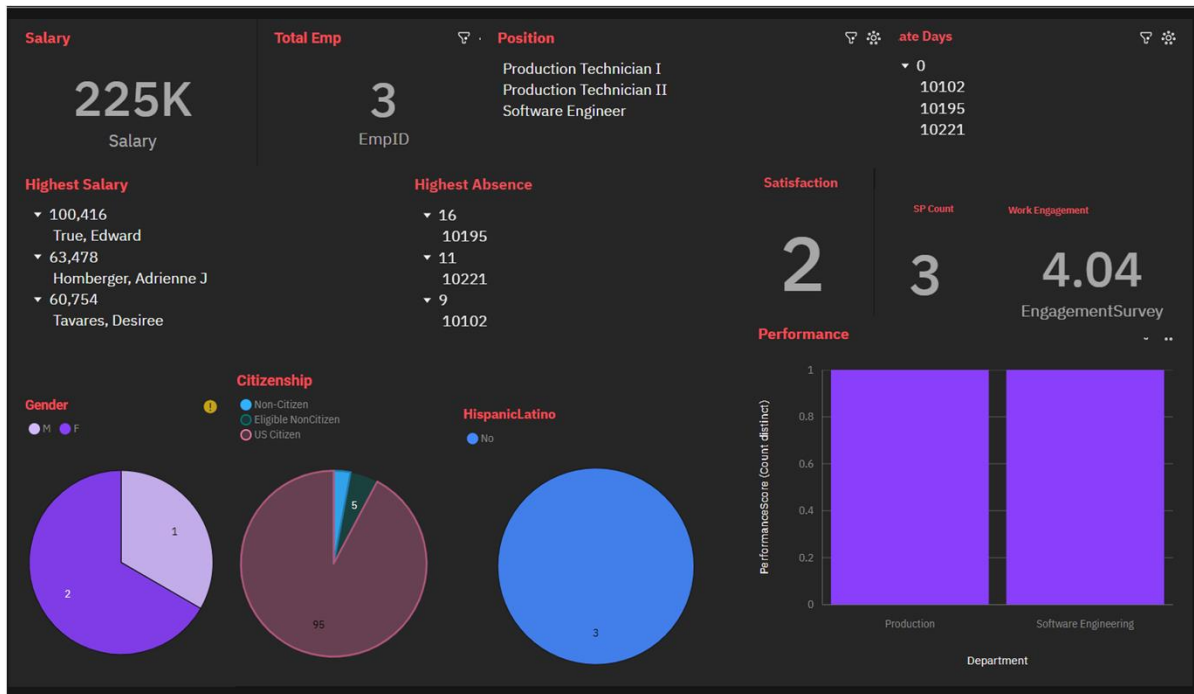 Salary
225K
Salary
Total Emp
3
EmpID
Position
Production Technician I
Production Technician II
Software Engineer
ate Days
0
10102
10195
10221
Highest Salary
100,416
True, Edward
63,478
Homberger, Adrienne J
60,754
Tavares, Desiree
Highest Absence
16
10195
11
10221
9
10102
Satisfaction
2
SP Count
3
Work Engagement
4.04
EngagementSurvey
Gender
M F
1
2
Citizenship
Non-Citizen
Eligible NonCitizen
US Citizen
5
95
HispanicLatino
No
3
Performance
PerformanceScore (Count distinct)
1
0.8
0.6
0.4
0.2
0
Production Software Engineering
Department